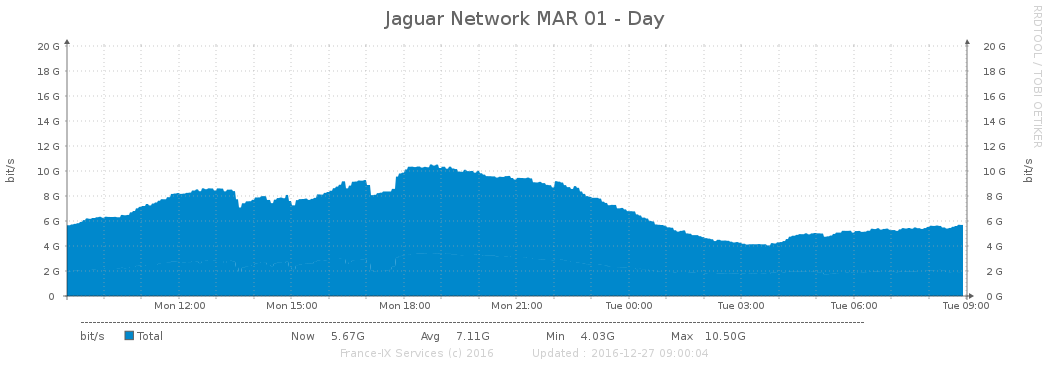 Jaguar Network MAR 01 - Day
RRDTOOL / TOBI OETIKER
bit/s
20 G 20 G
18 G 18 G
16 G 16 G
14 G 14 G
12 G 12 G
10 G 10 G
8 G 8 G
6 G 6 G
4 G 4 G
2 G 2 G
0 0 G
bit/s
Mon 12:00 Mon 15:00 Mon 18:00 Mon 21:00 Tue 00:00 Tue 03:00 Tue 06:00 Tue 09:00
bit/s Total Now 5.67G Avg 7.11G Min 4.03G Max 10.50G
France-IX Services (c) 2016 Updated : 2016-12-27 09:00:04